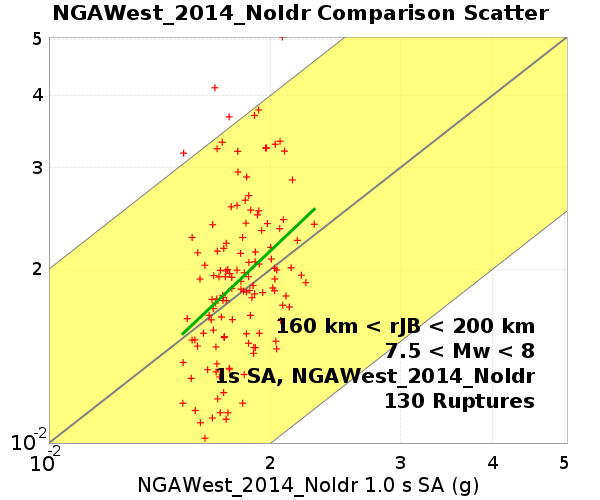 NGAWest_2014_NoIdr Comparison Scatter
5
4
3
2
10^-2
10^-2
2
3
4
5
160 km < rJB < 200 km
7.5 < Mw < 8
1s SA, NGAWest_2014_NoIdr
130 Ruptures
NGAWest_2014_NoIdr 1.0 s SA (g)